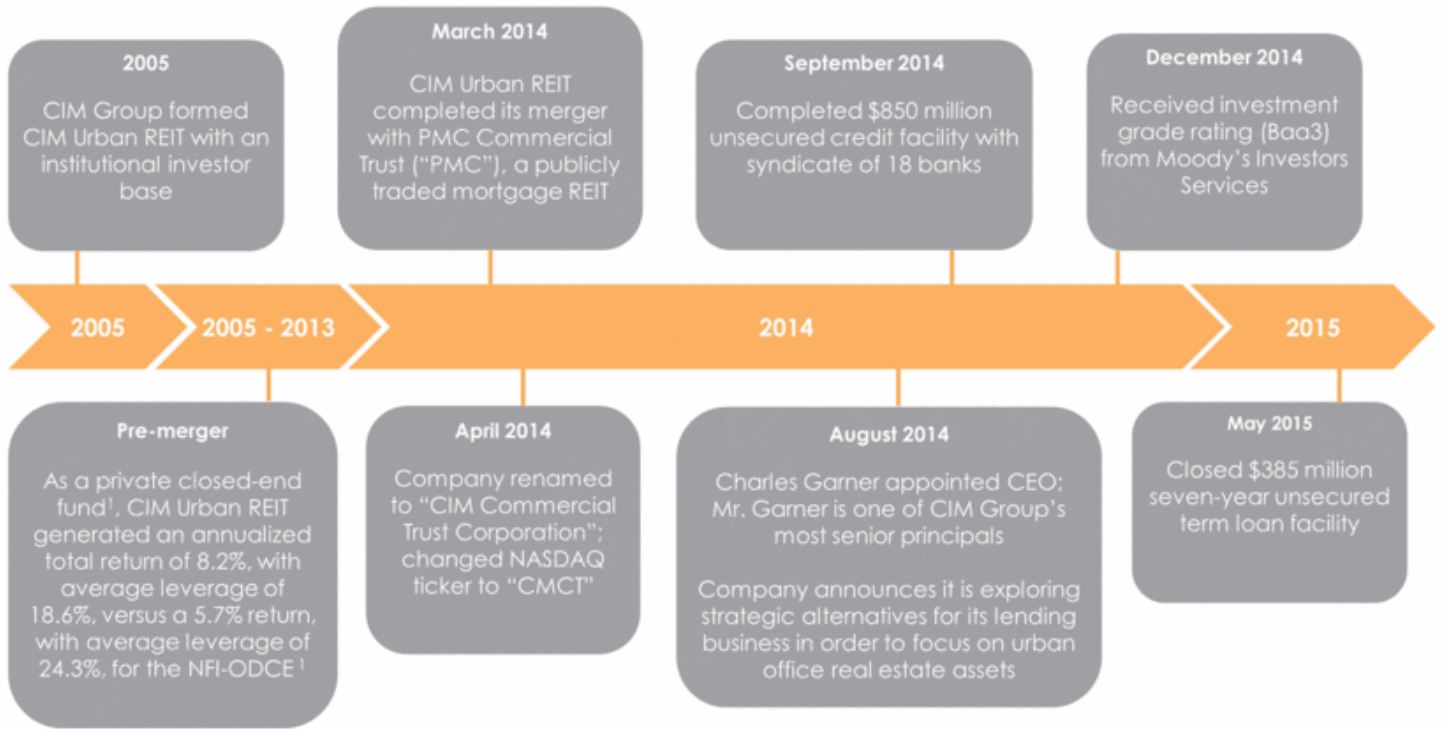 2005
CIM Group formed
CIM Urban REIT with an
institutional investor
base
March 2014
CIM Urban REIT
completed its merger
with PMC Commercial
Trust (“PMC”), a publicly
traded mortgage REIT
September 2014
Completed $850 million
unsecured credit facility with
syndicate of 18 banks
December 2014
Received investment
grade rating (Baa3)
from Moody’s Investors
Services
2005
2005 - 2013
2014
2015
Pre-merger
As a private closed-end
fund¹, CIM Urban REIT
generated an annualized
total return of 8.2%, with
average leverage of
18.6%, versus a 5.7% return,
with average leverage of
24.3%, for the NFI-ODCE ¹
April 2014
Company renamed
to “CIM Commercial
Trust Corporation”;
changed NASDAQ
ticker to “CMCT”
August 2014
Charles Garner appointed CEO;
Mr. Garner is one of CIM Group’s
most senior principals
Company announces it is exploring
strategic alternatives for its lending
business in order to focus on urban
office real estate assets
May 2015
Closed $385 million
seven-year unsecured
term loan facility